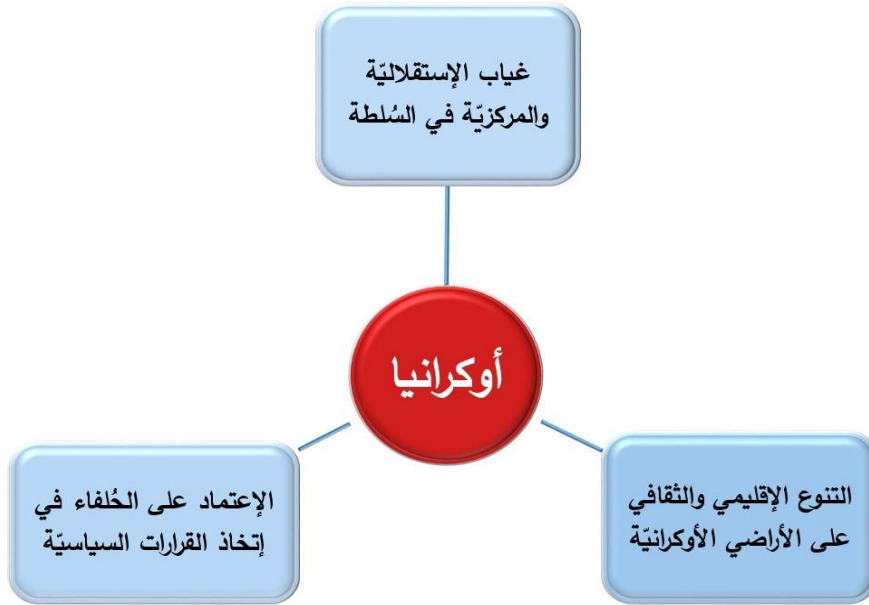 غياب الإستقلاليّة
والمركزيّة في السُلطة
أوكرانيا
التنوع الإقليمي والثقافي
على الأراضي الأوكرانيّة
الإعتماد على الحُلفاء في
إتخاذ القرارات السياسيّة